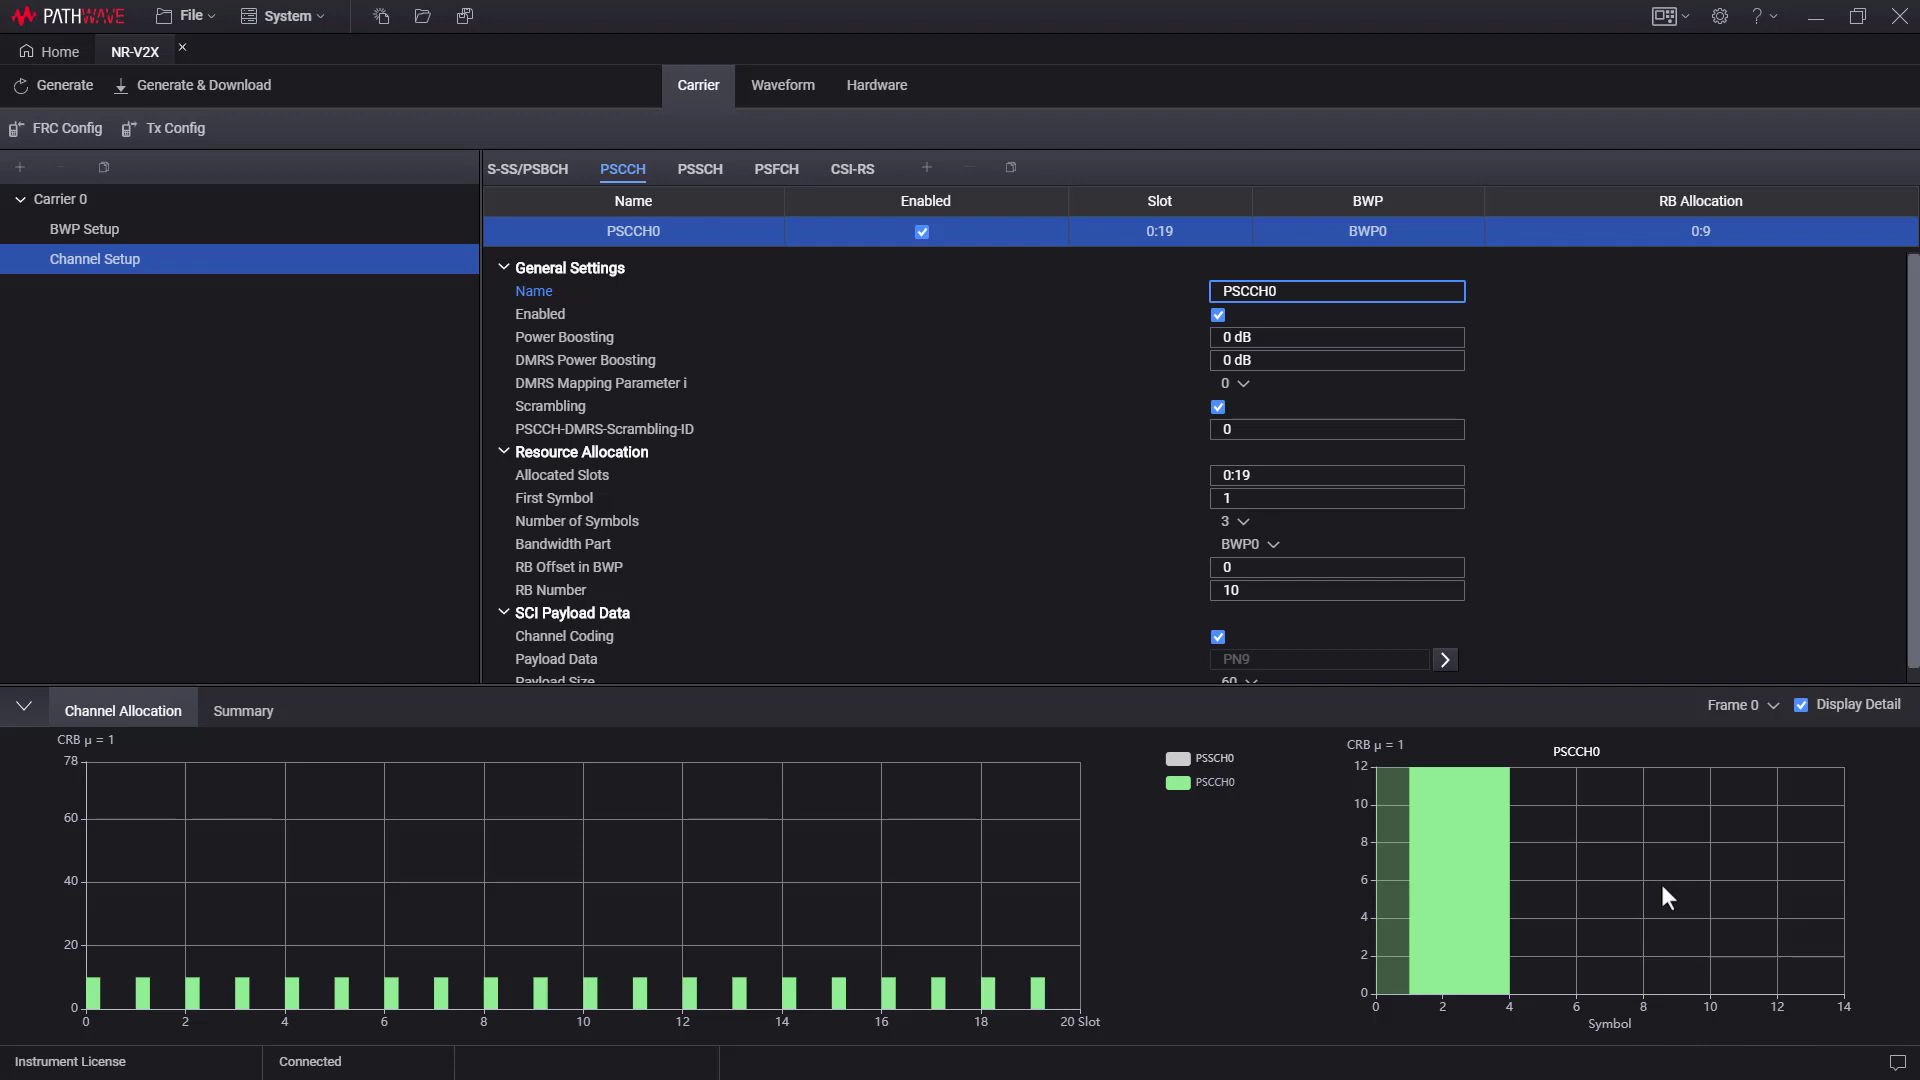 PATHWAVE File System ?
Home NR-V2X
Generate Generate & Download Carrier Waveform Hardware
FRC Config Tx Config
S-SS/PSBCH PSCCH PSSCH PSFCH CSI-RS
Carrier 0
BWP Setup
Channel Setup
Name Enabled Slot BWP RB Allocation
PSCCH0 0:19 BWP0 0:9
General Settings
Name PSCCH0
Enabled
Power Boosting 0 dB
DMRS Power Boosting 0 dB
DMRS Mapping Parameter i 0
Scrambling
PSCCH-DMRS-Scrambling-ID 0
Resource Allocation
Allocated Slots 0:19
First Symbol 1
Number of Symbols 3
Bandwidth Part BWP0
RB Offset in BWP 0
RB Number 10
SCI Payload Data
Channel Coding
Payload Data PN9
Payload Size 60
Channel Allocation Summary Frame 0 Display Detail
CRB μ = 1
78
60
40
20
0
0 2 4 6 8 10 12 14 16 18 20 Slot
PSSCH0
PSCCH0
CRB μ = 1 PSCCH0
12
10
8
6
4
2
0
0 2 4 6 8 10 12 14
Symbol
Instrument License Connected